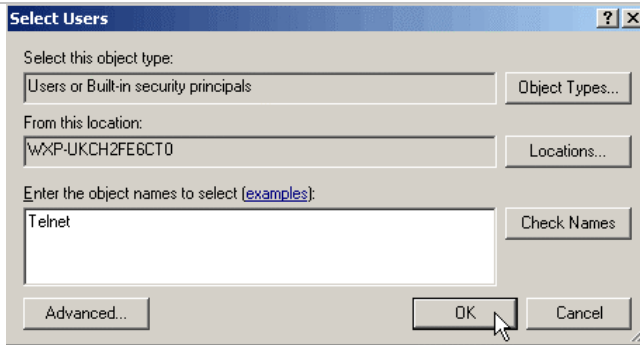 Select Users
Select this object type:
Users or Built-in security principals
Object Types...
From this location:
WXP-UKCH2FE6CT0
Locations...
Enter the object names to select (examples):
Telnet
Check Names
Advanced...
OK
Cancel